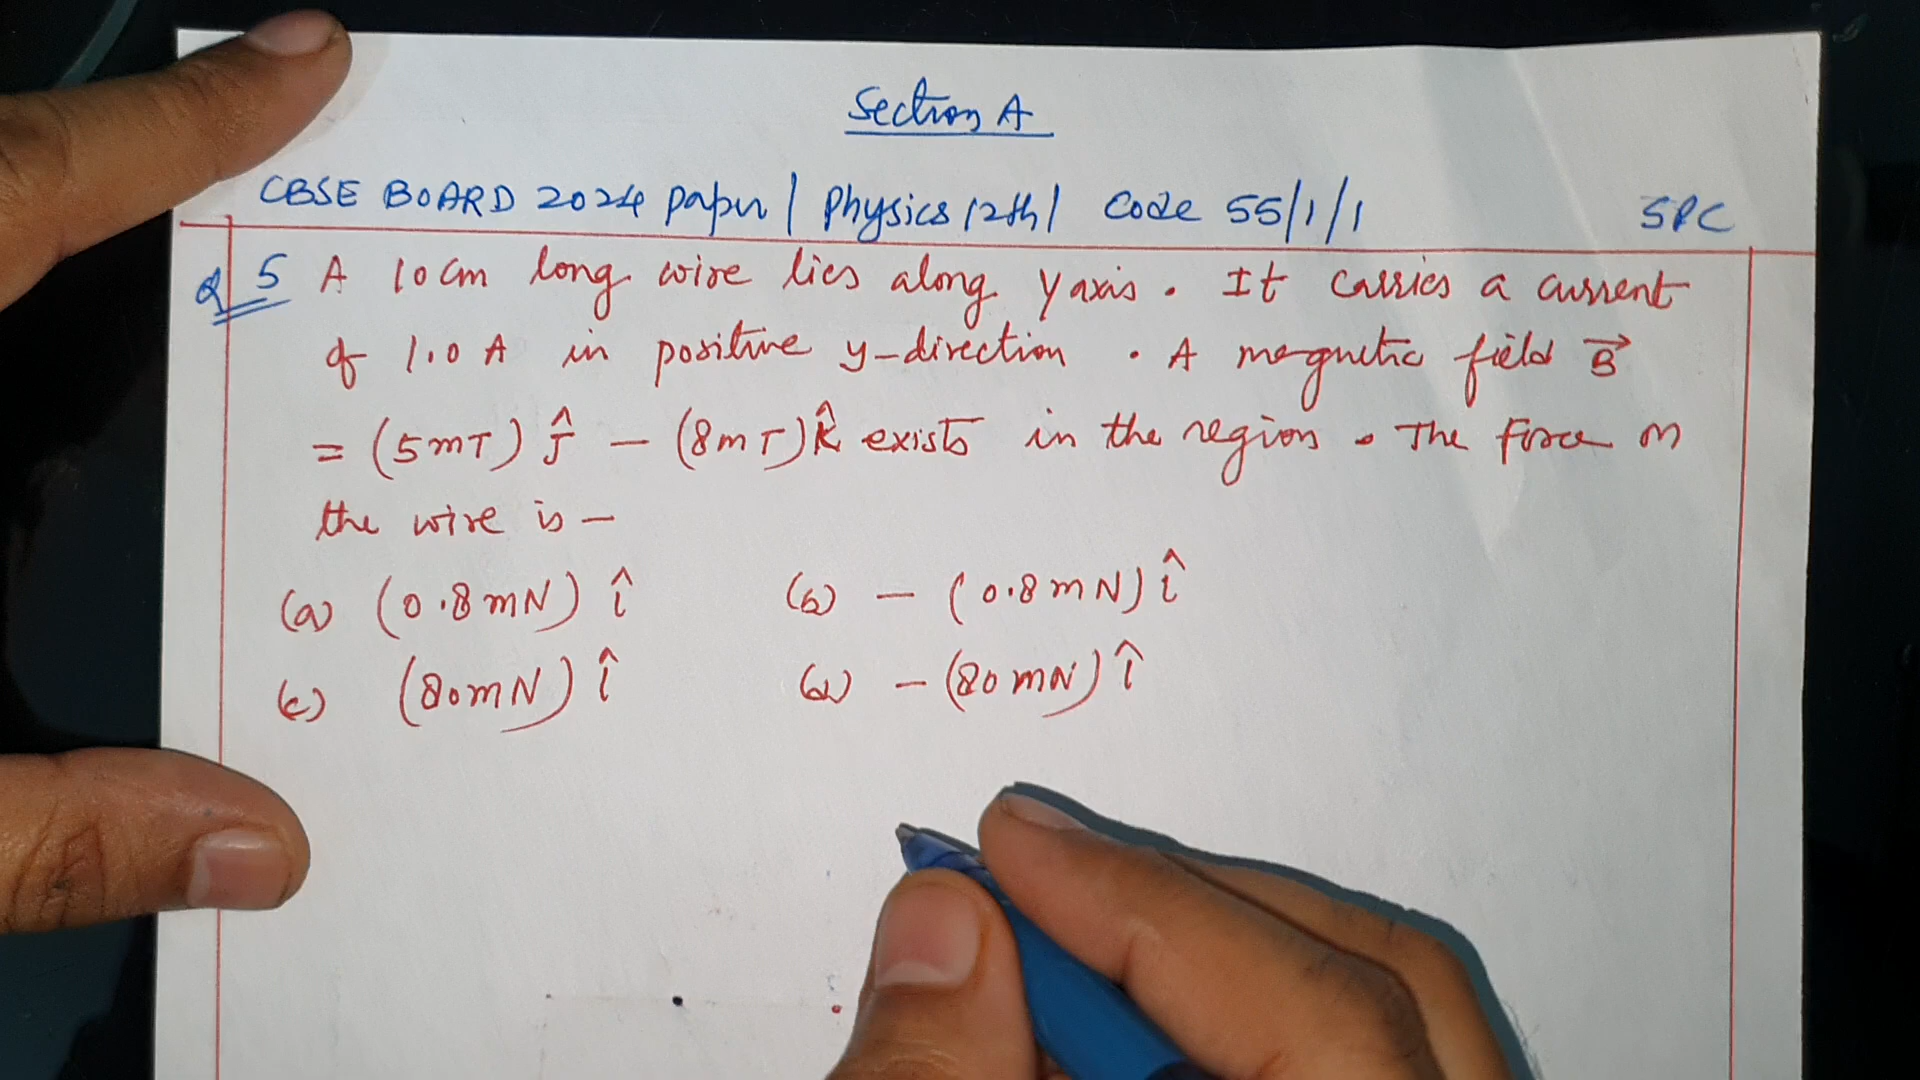 Section A
CBSE BOARD 2024 paper | Physics 12th | Code 55/1/1 SPC
Q 5 A 10 cm long wire lies along y axis. It carries a current
of 1.0 A in positive y-direction. A magnetic field B⃗
= (5mT) ĵ - (8mT) k̂ exists in the region. The force on
the wire is -
(a) (0.8 mN) î (b) - (0.8 mN) î
(c) (80 mN) î (d) - (80 mN) î